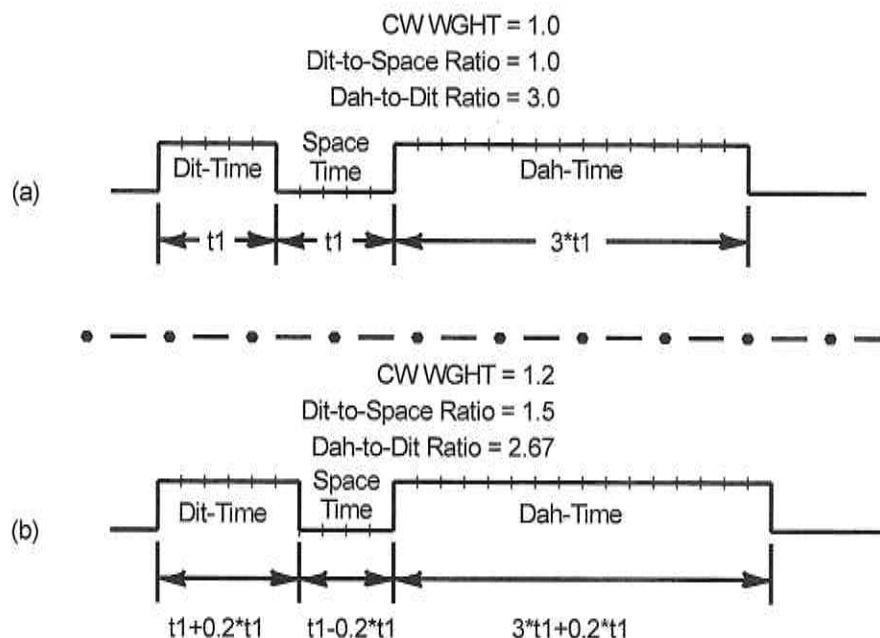 CW WGHT = 1.0
Dit-to-Space Ratio = 1.0
Dah-to-Dit Ratio = 3.0
(a)
Dit-Time
Space
Time
Dah-Time
t1
t1
3*t1
CW WGHT = 1.2
Dit-to-Space Ratio = 1.5
Dah-to-Dit Ratio = 2.67
(b)
Dit-Time
Space
Time
Dah-Time
t1+0.2*t1
t1-0.2*t1
3*t1+0.2*t1